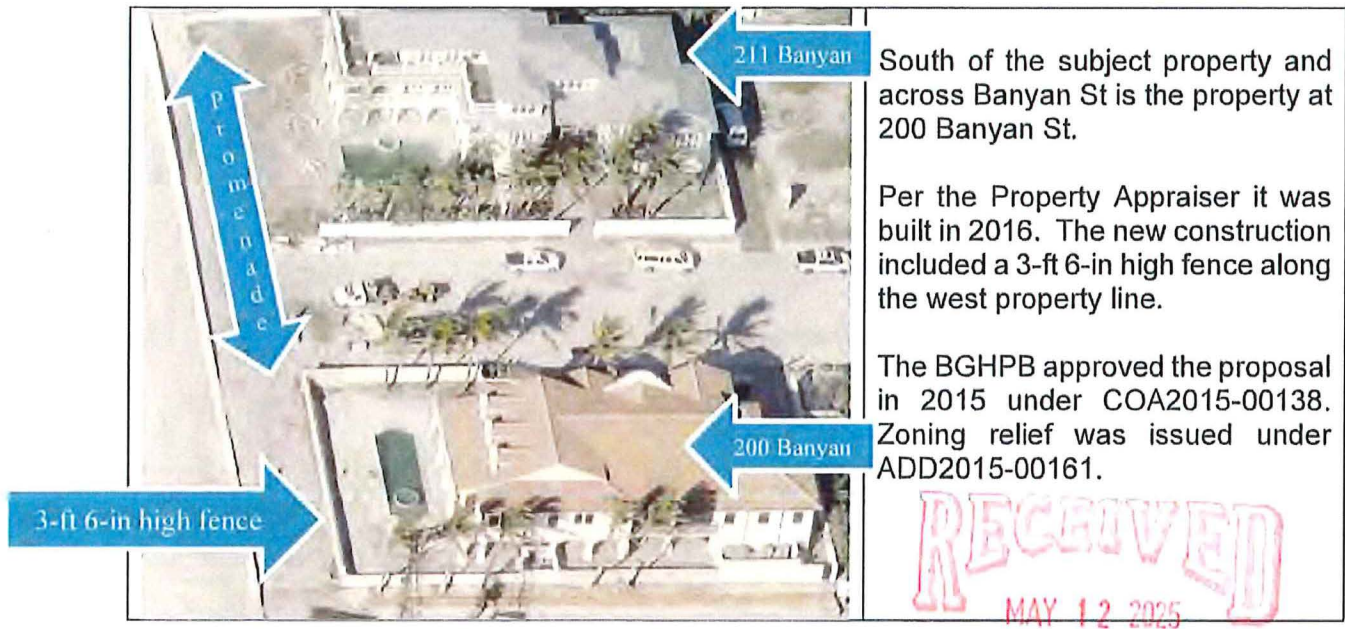 211 Banyan
Promenade
200 Banyan
3-ft 6-in high fence
South of the subject property and
across Banyan St is the property at
200 Banyan St.
Per the Property Appraiser it was
built in 2016. The new construction
included a 3-ft 6-in high fence along
the west property line.
The BGHPB approved the proposal
in 2015 under COA2015-00138.
Zoning relief was issued under
ADD2015-00161.
RECEIVED
MAY 12 2025